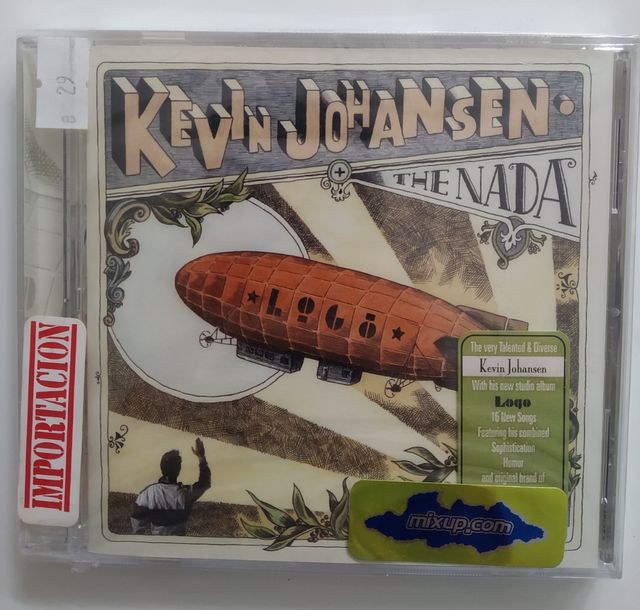 8 29
KEVIN JOHANSEN
+ THE NADA
★ LOGO ★
IMPORTACION
The very Talented & Diverse
Kevin Johansen
With his new studio album
Logo
16 New Songs
Featuring his combined
Sophistication
Humor
and original brand of
mixup.com